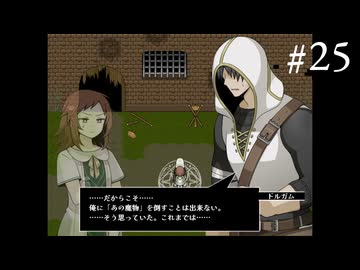 #25
ドルガム
……だからこそ……
俺に「あの魔物」を倒すことは出来ない。
……そう思っていた。これまでは……